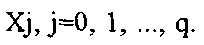 Xj, j=0, 1, ..., q.